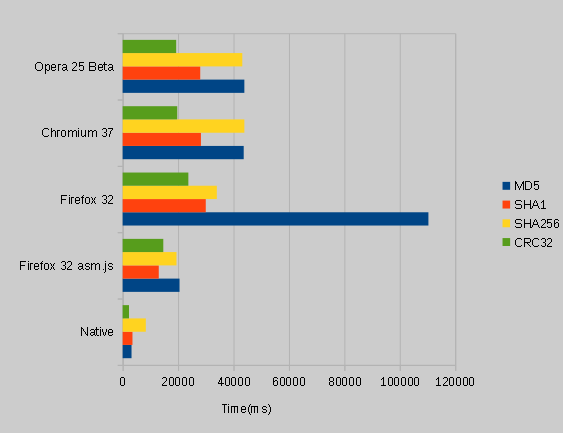 Opera 25 Beta
Chromium 37
Firefox 32
Firefox 32 asm.js
Native
0 20000 40000 60000 80000 100000 120000
Time(ms)
MD5
SHA1
SHA256
CRC32